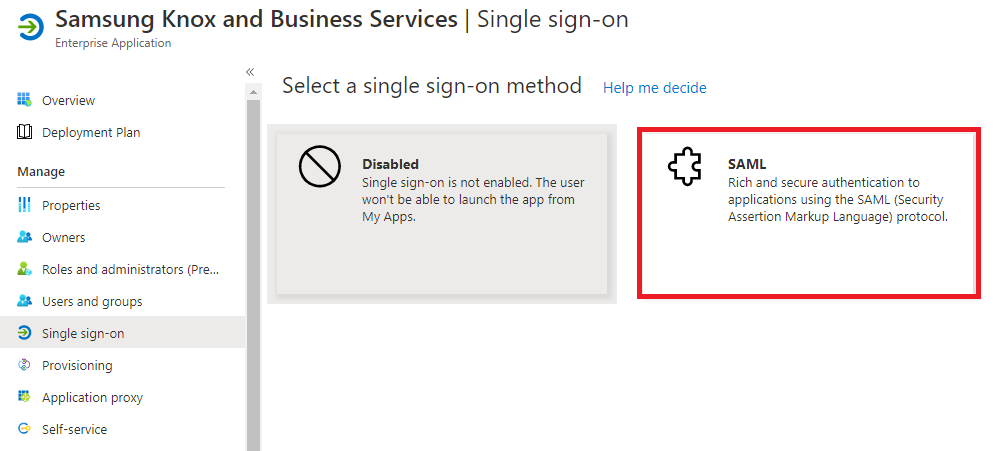 Samsung Knox and Business Services | Single sign-on
Enterprise Application
«
Overview
Deployment Plan
Manage
Properties
Owners
Roles and administrators (Pre...
Users and groups
Single sign-on
Provisioning
Application proxy
Self-service
Select a single sign-on method Help me decide
Disabled
Single sign-on is not enabled. The user
won't be able to launch the app from
My Apps.
SAML
Rich and secure authentication to
applications using the SAML (Security
Assertion Markup Language) protocol.